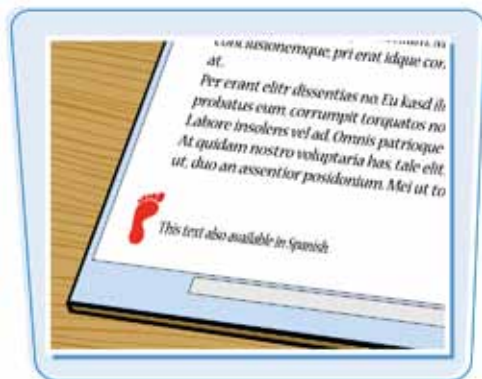 conclusionemque, pri erat idque
at.
Per erant elitr dissentias no. Eu kasd
probatus eum, corrumpit torquatos no
Labore insolens vel ad. Omnis patrioque
At quidam nostro voluptaria has, tale elit.
ut, duo an assentior posidonium. Mei ut to
This text also available in Spanish.